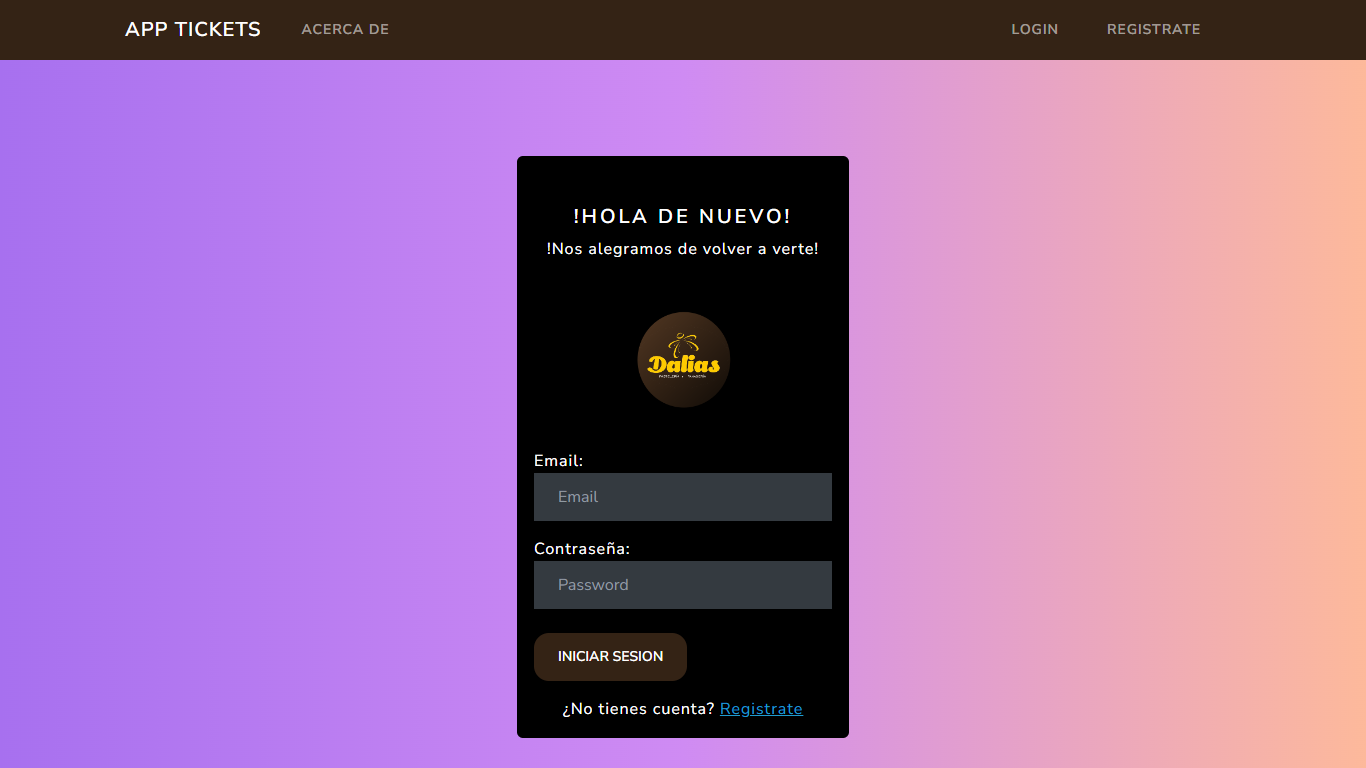 APP TICKETS ACERCA DE LOGIN REGISTRATE
!HOLA DE NUEVO!
!Nos alegramos de volver a verte!
Dalias
Email:
Email
Contraseña:
Password
INICIAR SESION
¿No tienes cuenta? Registrate